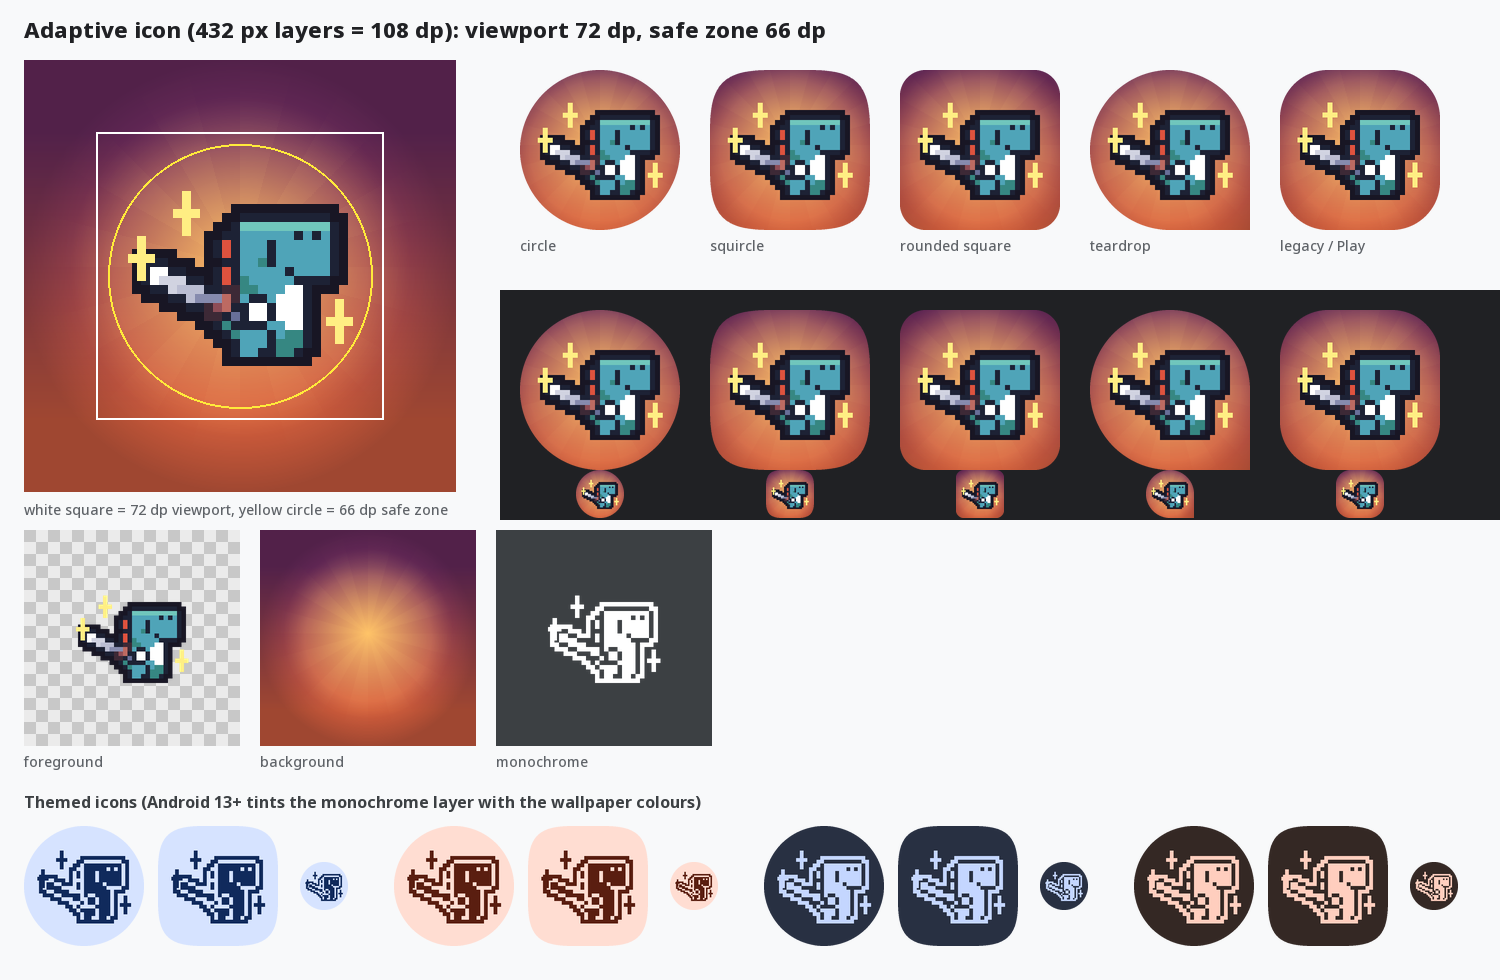 Adaptive icon (432 px layers = 108 dp): viewport 72 dp, safe zone 66 dp
circle
squircle
rounded square
teardrop
legacy / Play
white square = 72 dp viewport, yellow circle = 66 dp safe zone
foreground
background
monochrome
Themed icons (Android 13+ tints the monochrome layer with the wallpaper colours)